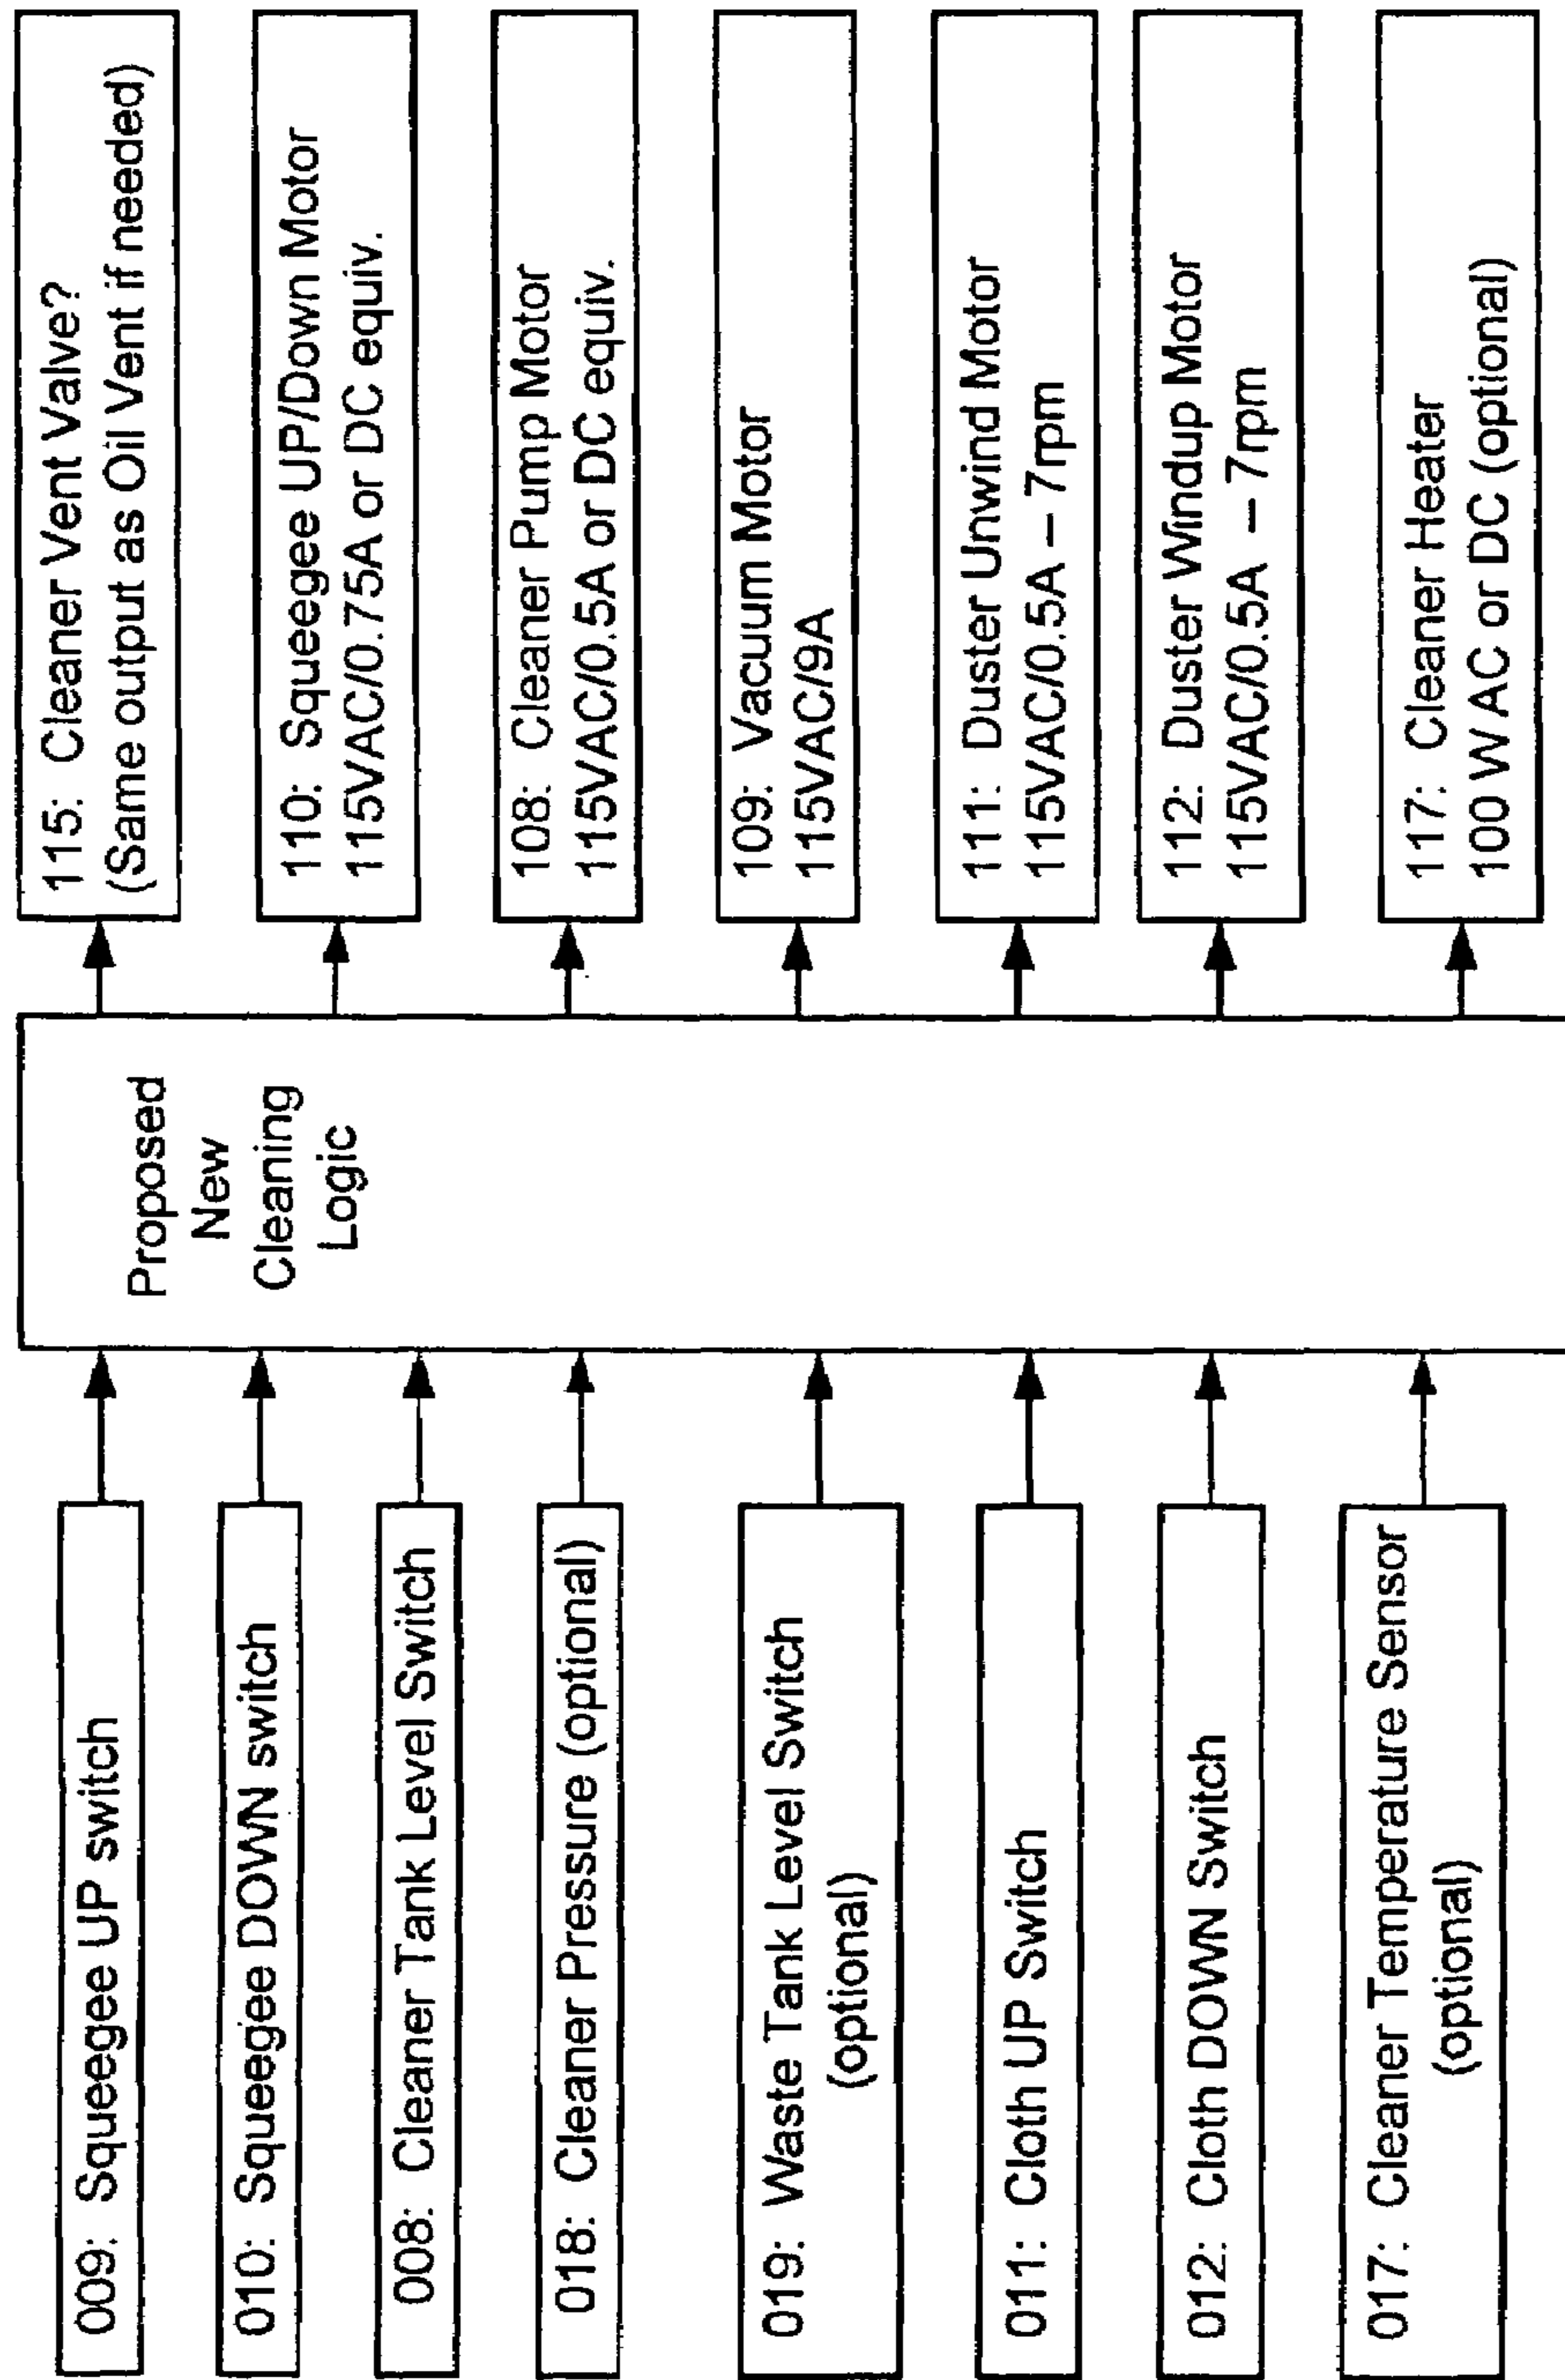 009: Squeegee UP switch
010: Squeegee DOWN switch
008: Cleaner Tank Level Switch
018: Cleaner Pressure (optional)
019: Waste Tank Level Switch
(optional)
011: Cloth UP Switch
012: Cloth DOWN Switch
017: Cleaner Temperature Sensor
(optional)
Proposed
New
Cleaning
Logic
115: Cleaner Vent Valve?
(Same output as Oil Vent if needed)
110: Squeegee UP/Down Motor
115VAC/0.75A or DC equiv.
108: Cleaner Pump Motor
115VAC/0.5A or DC equiv.
109: Vacuum Motor
115VAC/9A
111: Duster Unwind Motor
115VAC/0.5A – 7rpm
112: Duster Windup Motor
115VAC/0.5A – 7rpm
117: Cleaner Heater
100 W AC or DC (optional)